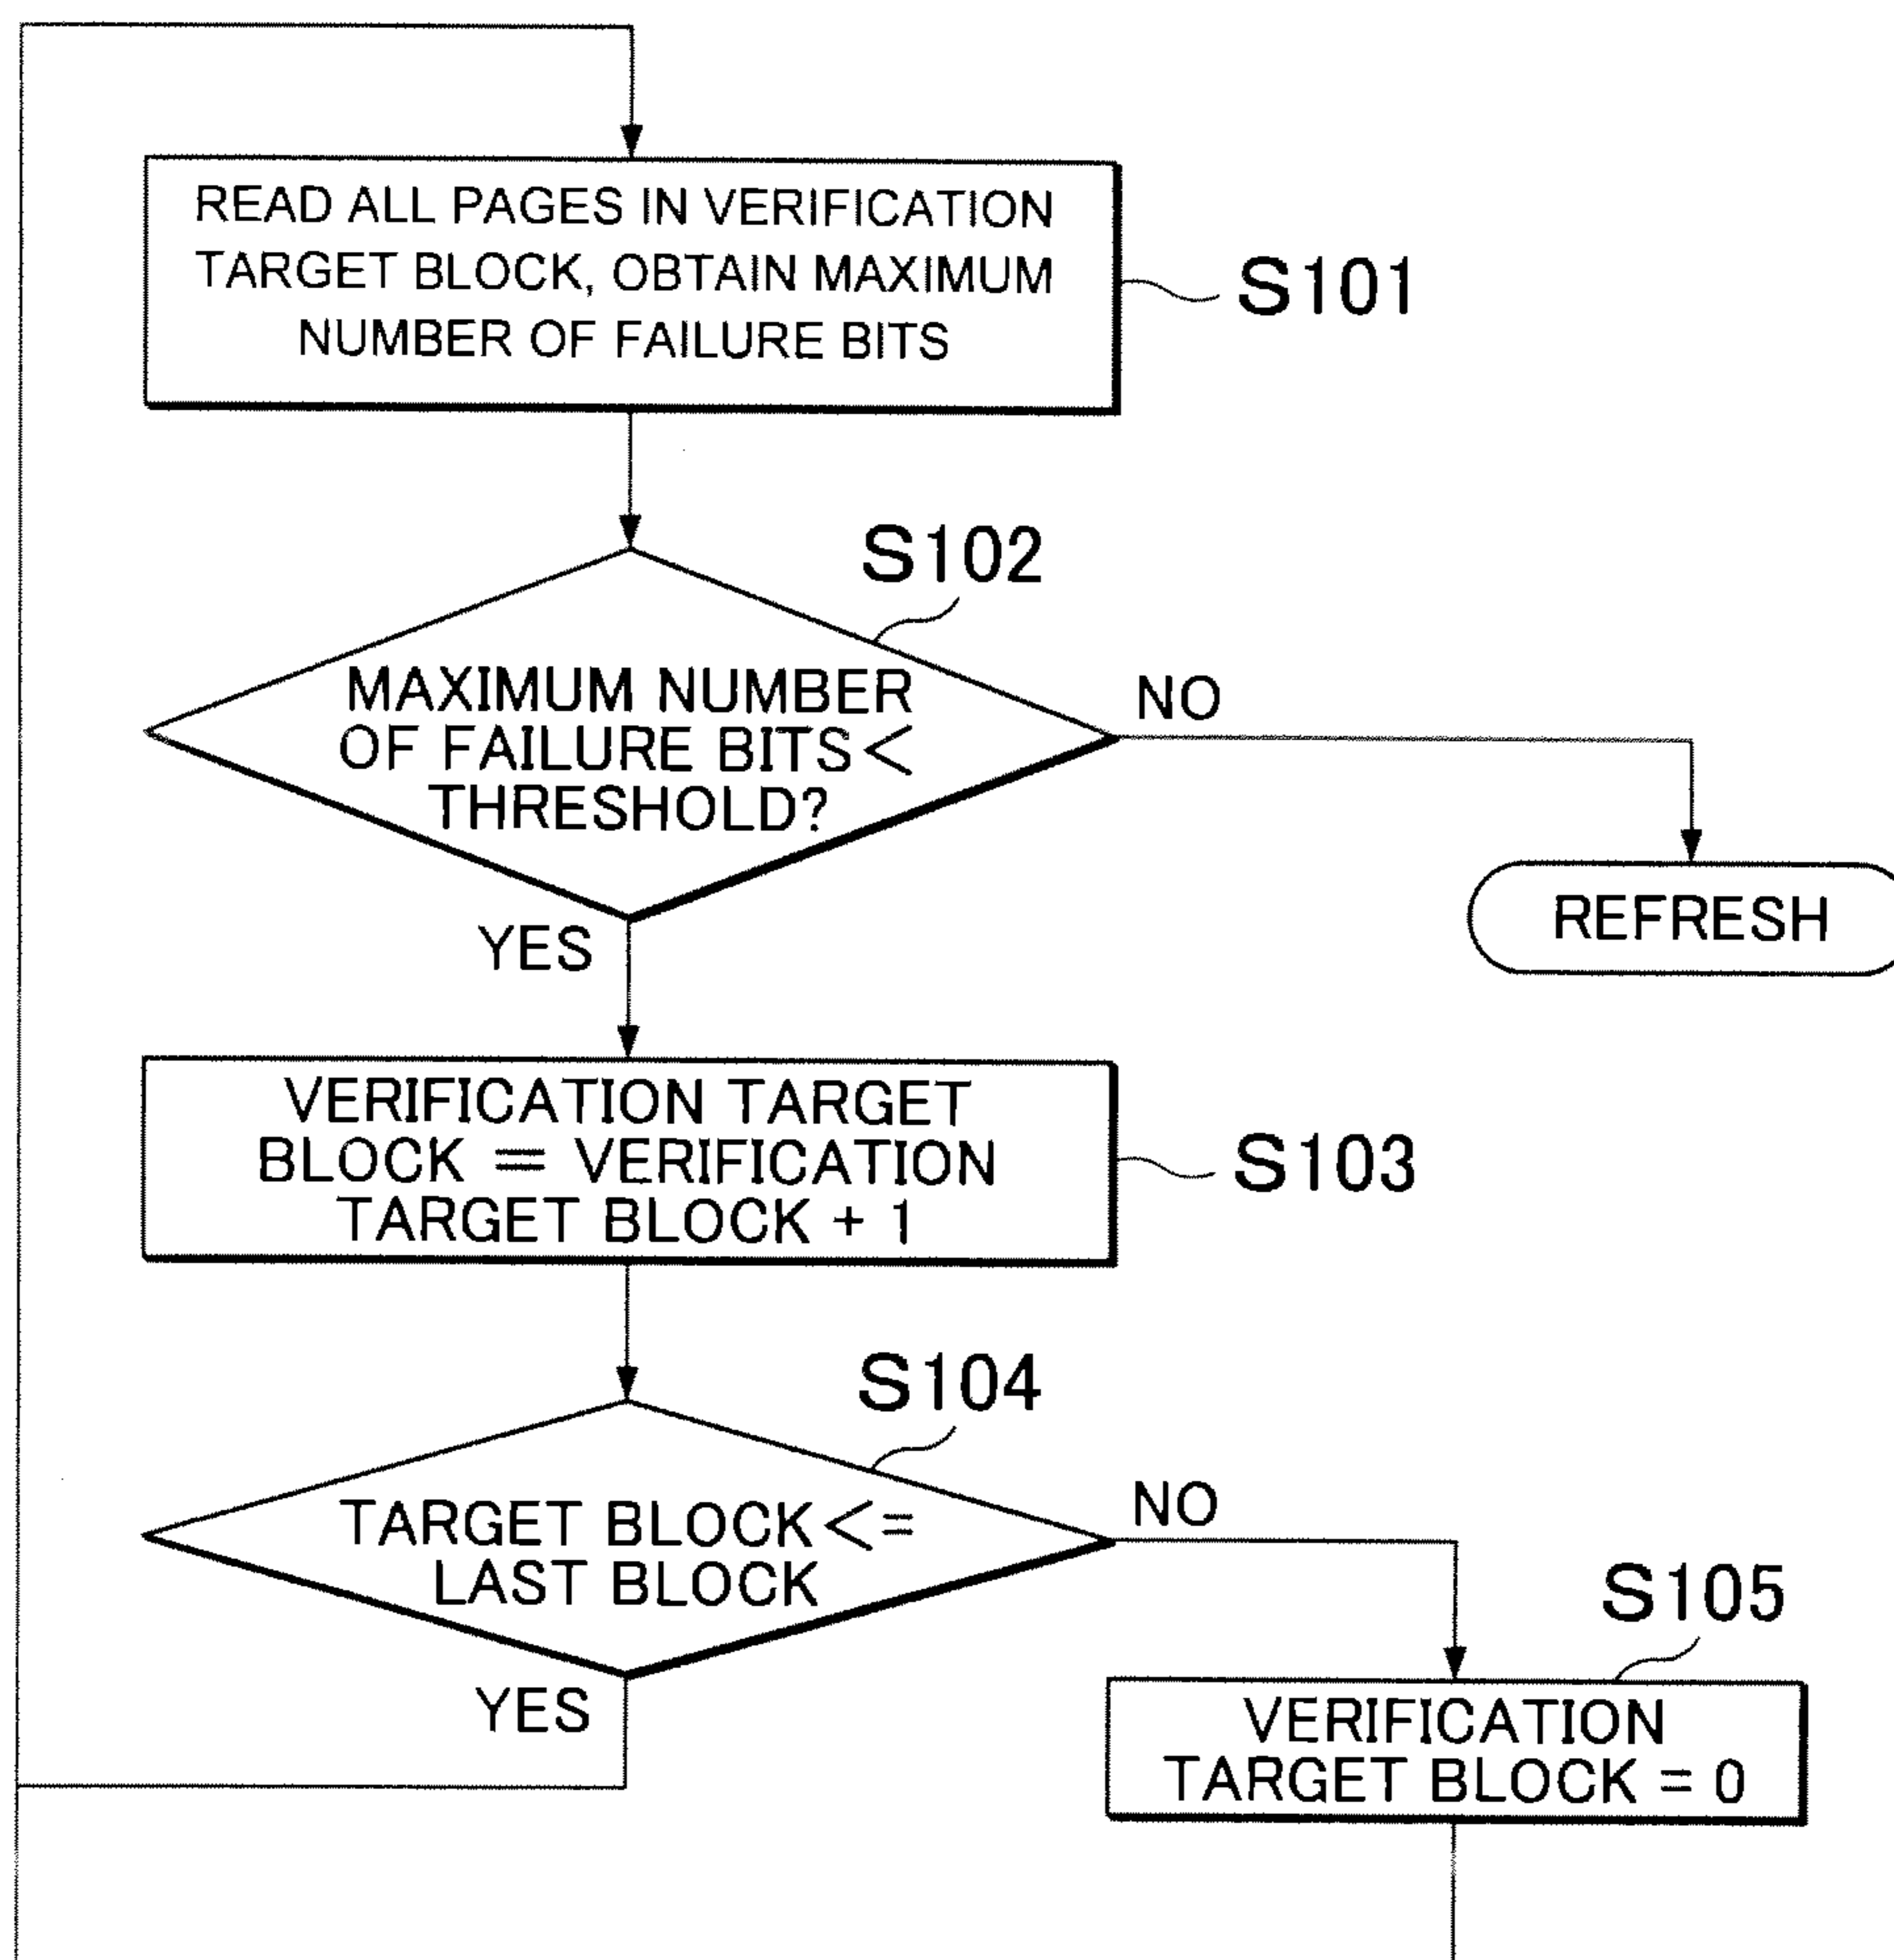 READ ALL PAGES IN VERIFICATION
TARGET BLOCK, OBTAIN MAXIMUM
NUMBER OF FAILURE BITS
S101
S102
MAXIMUM NUMBER
OF FAILURE BITS <
THRESHOLD?
NO
REFRESH
YES
VERIFICATION TARGET
BLOCK = VERIFICATION
TARGET BLOCK + 1
S103
S104
TARGET BLOCK <=
LAST BLOCK
NO
YES
S105
VERIFICATION
TARGET BLOCK = 0